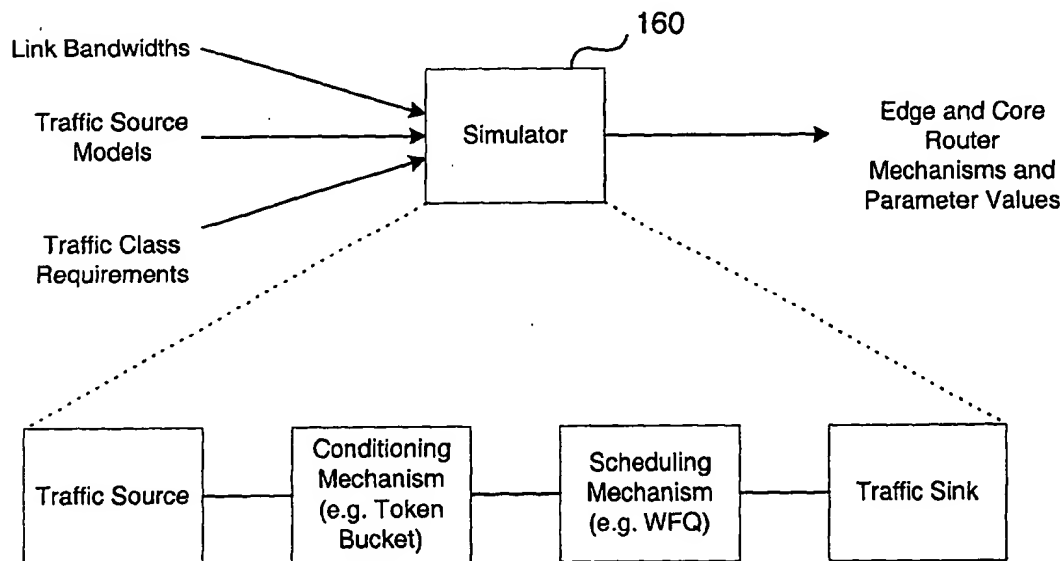 160
Link Bandwidths
Traffic Source
Models
Traffic Class
Requirements
Simulator
Edge and Core
Router
Mechanisms and
Parameter Values
Traffic Source
Conditioning
Mechanism
(e.g. Token
Bucket)
Scheduling
Mechanism
(e.g. WFQ)
Traffic Sink